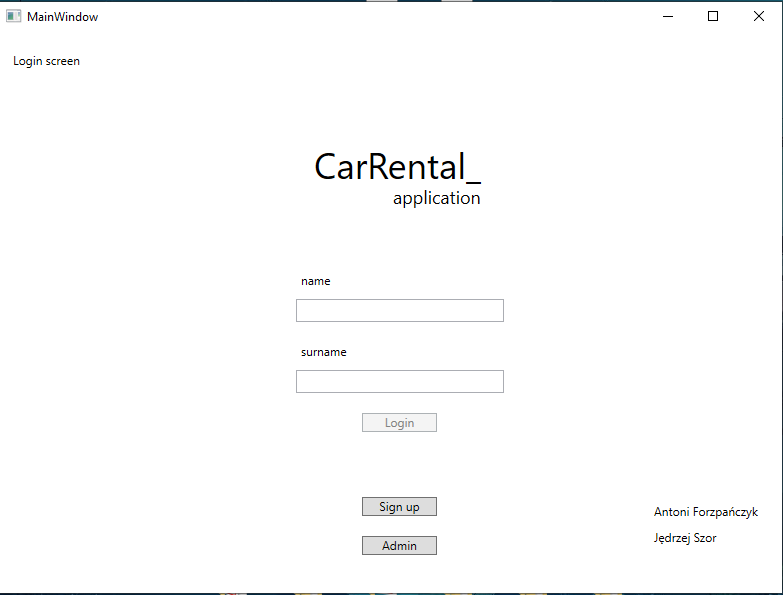 MainWindow
Login screen
CarRental_
application
name
surname
Login
Sign up
Admin
Antoni Forzpańczyk
Jędrzej Szor